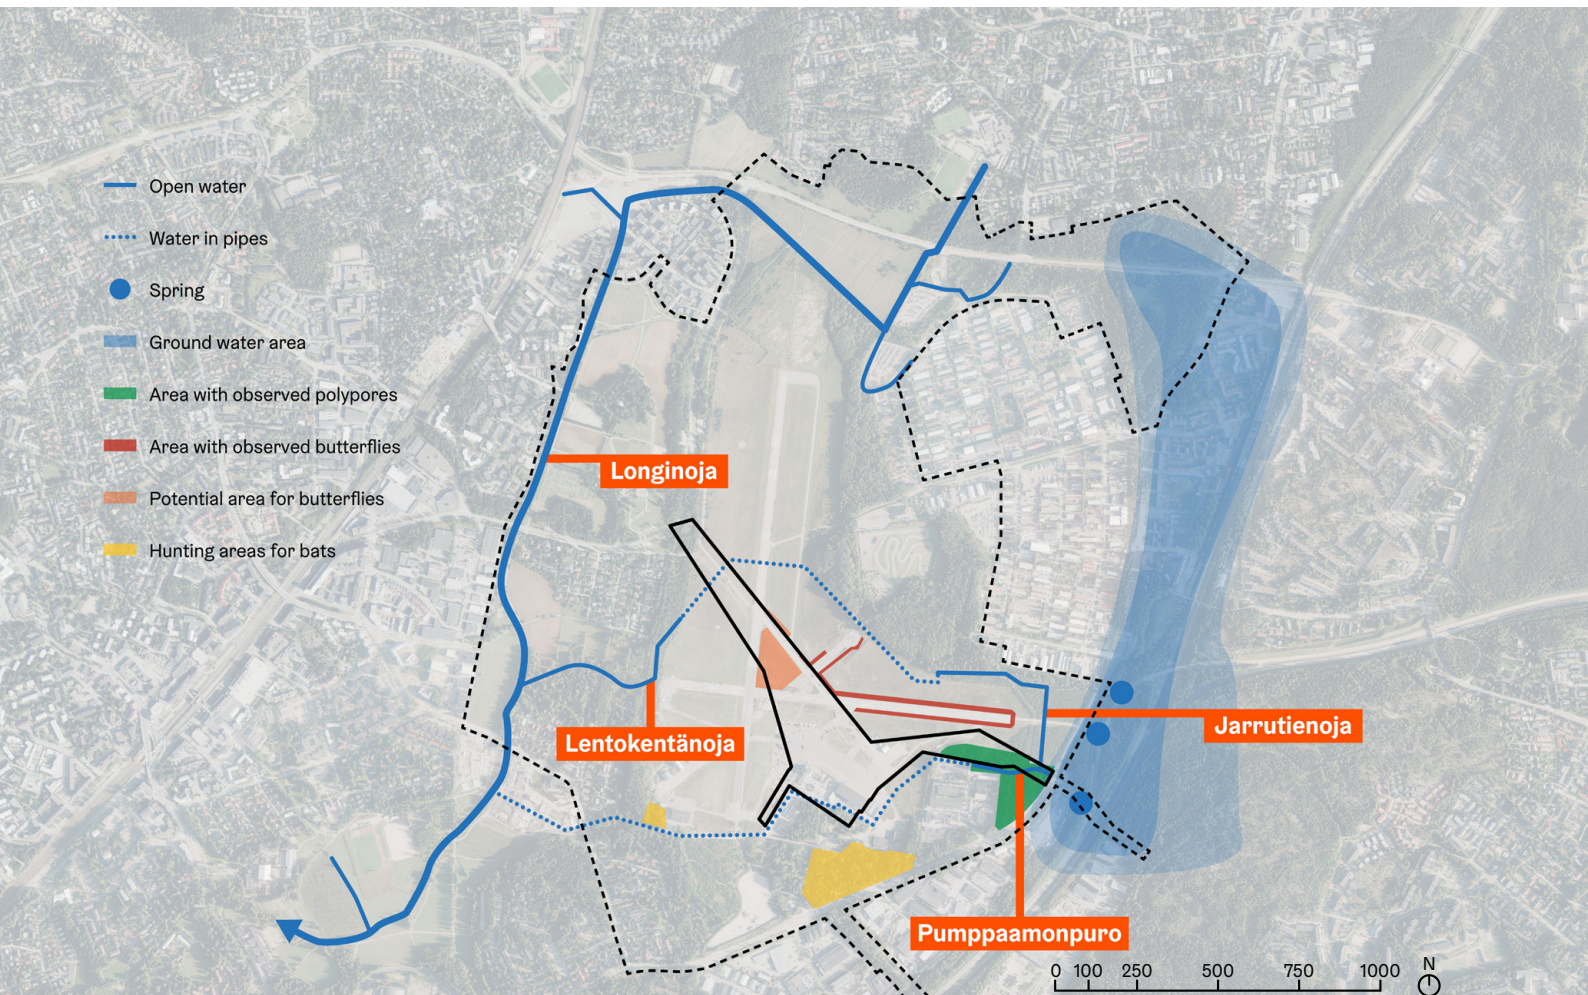 Open water
Water in pipes
Spring
Ground water area
Area with observed polypores
Area with observed butterflies
Potential area for butterflies
Hunting areas for bats
Longinoja
Lentokentänoja
Jarrutienoja
Pumppaamonpuro
0 100 250 500 750 1000 N